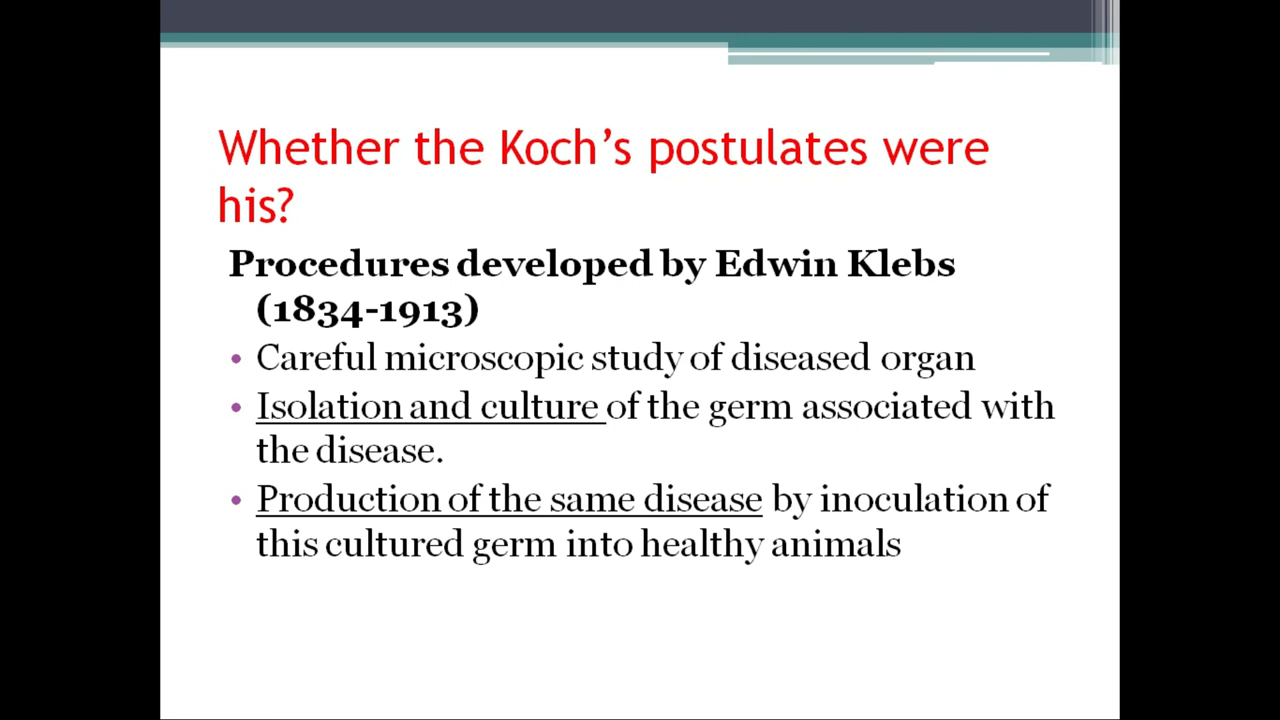 Whether the Koch’s postulates were
his?
Procedures developed by Edwin Klebs
(1834-1913)
• Careful microscopic study of diseased organ
• Isolation and culture of the germ associated with
the disease.
• Production of the same disease by inoculation of
this cultured germ into healthy animals